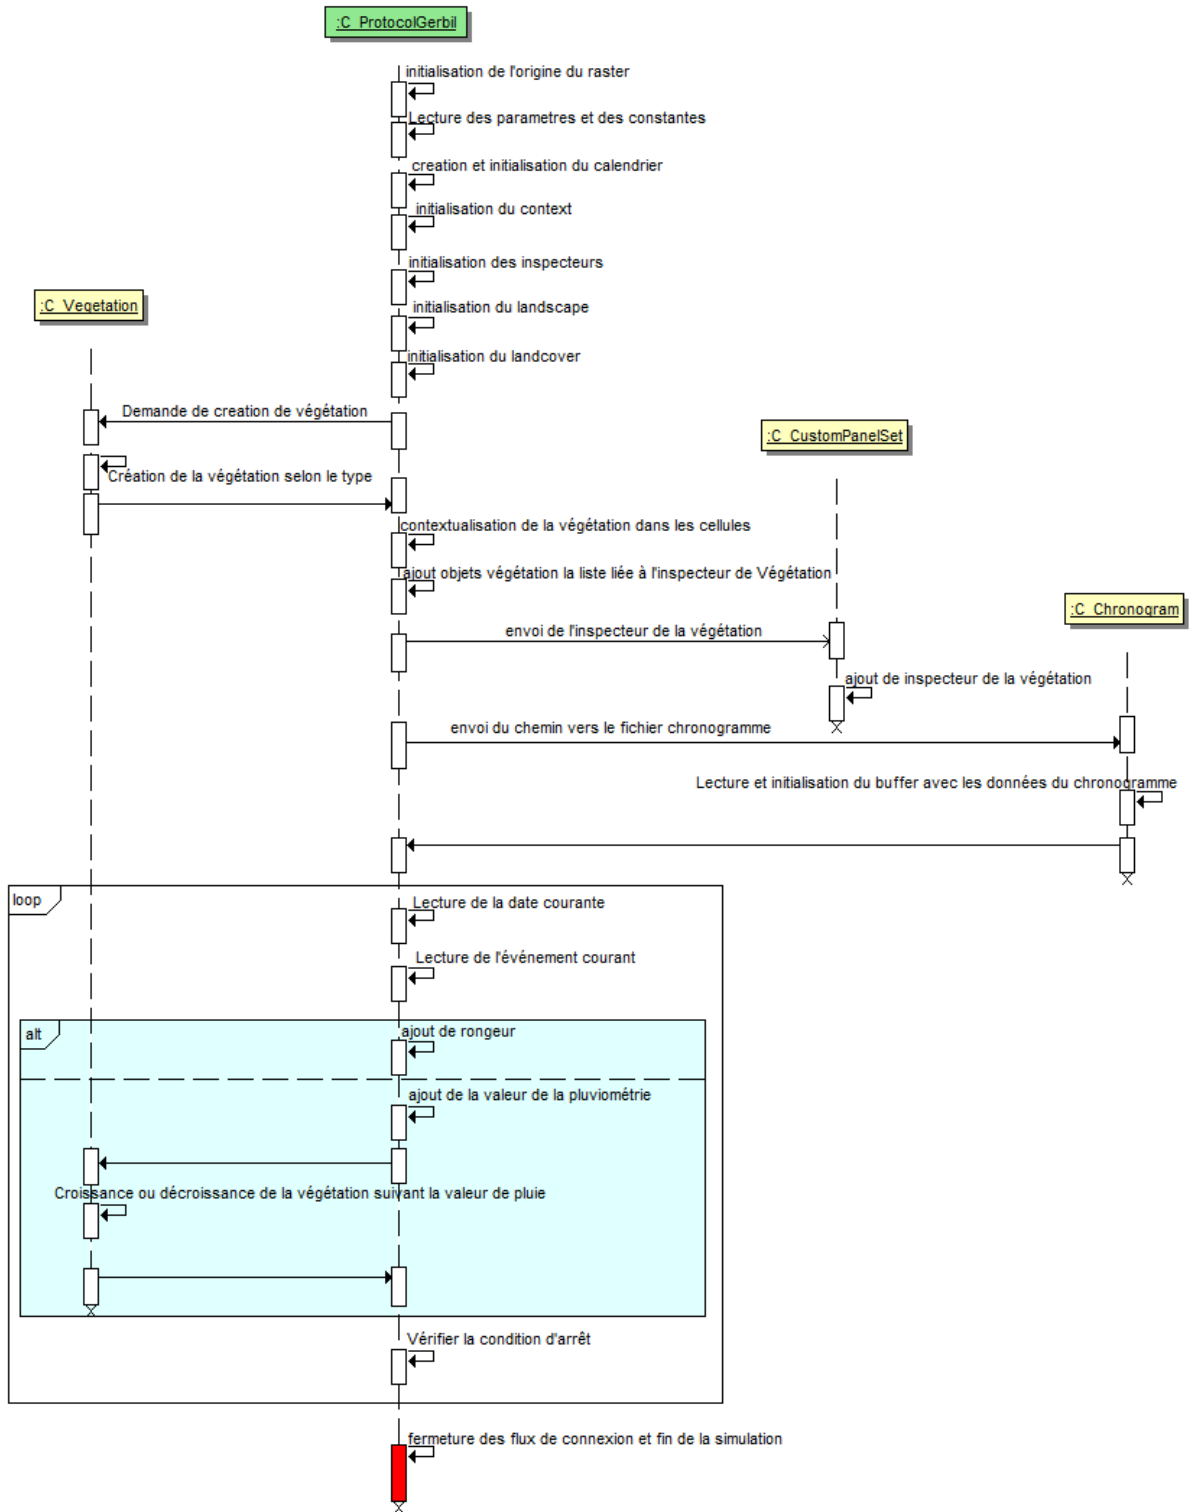 :C_ProtocolGerbil
initialisation de l'origine du raster
Lecture des parametres et des constantes
creation et initialisation du calendrier
initialisation du context
initialisation des inspecteurs
:C_Vegetation
initialisation du landscape
initialisation du landcover
Demande de creation de végétation
:C_CustomPanelSet
Création de la végétation selon le type
contextualisation de la végétation dans les cellules
ajout objets végétation la liste liée à l'inspecteur de Végétation
:C_Chronogram
envoi de l'inspecteur de la végétation
ajout de inspecteur de la végétation
envoi du chemin vers le fichier chronogramme
Lecture et initialisation du buffer avec les données du chronogramme
loop
Lecture de la date courante
Lecture de l'événement courant
alt
ajout de rongeur
ajout de la valeur de la pluviométrie
Croissance ou décroissance de la végétation suivant la valeur de pluie
Vérifier la condition d'arrêt
fermeture des flux de connexion et fin de la simulation